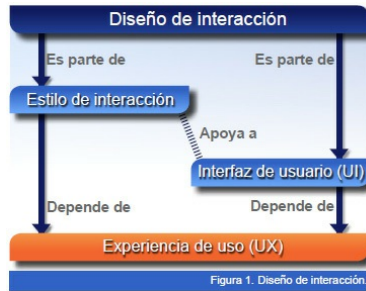 Diseño de interacción
Es parte de
Es parte de
Estilo de interacción
Apoya a
Interfaz de usuario (UI)
Depende de
Depende de
Experiencia de uso (UX)
Figura 1. Diseño de interacción.